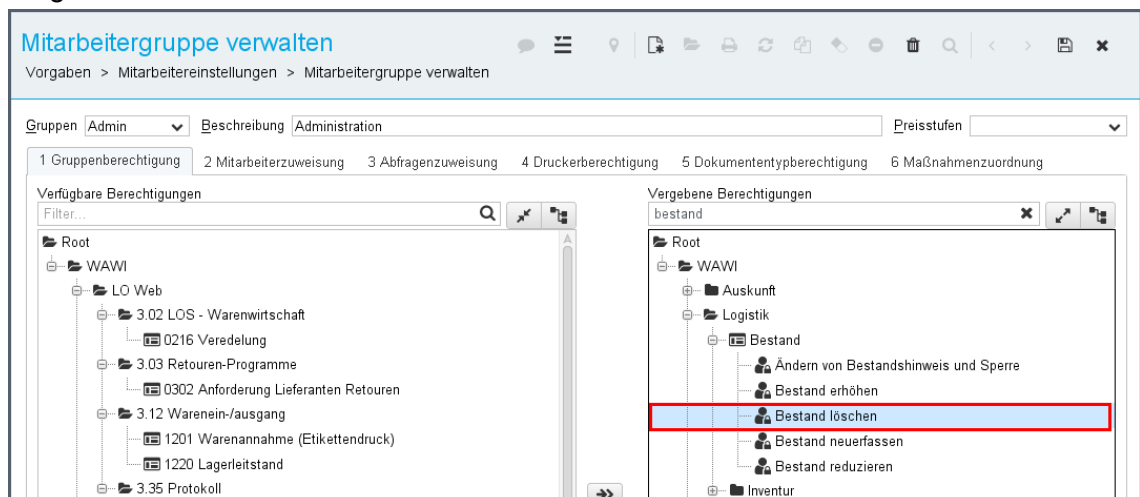 Mitarbeitergruppe verwalten
Vorgaben > Mitarbeitereinstellungen > Mitarbeitergruppe verwalten
Gruppen Admin Beschreibung Administration Preisstufen
1 Gruppenberechtigung 2 Mitarbeiterzuweisung 3 Abfragenzuweisung 4 Druckerberechtigung 5 Dokumententypberechtigung 6 Maßnahmenzuordnung
Verfügbare Berechtigungen
Filter...
Root
WAWI
LO Web
3.02 LOS - Warenwirtschaft
0216 Veredelung
3.03 Retouren-Programme
0302 Anforderung Lieferanten Retouren
3.12 Warenein-/ausgang
1201 Warenannahme (Etikettendruck)
1220 Lagerleitstand
3.35 Protokoll
Vergebene Berechtigungen
bestand
Root
WAWI
Auskunft
Logistik
Bestand
Ändern von Bestandshinweis und Sperre
Bestand erhöhen
Bestand löschen
Bestand neuerfassen
Bestand reduzieren
Inventur